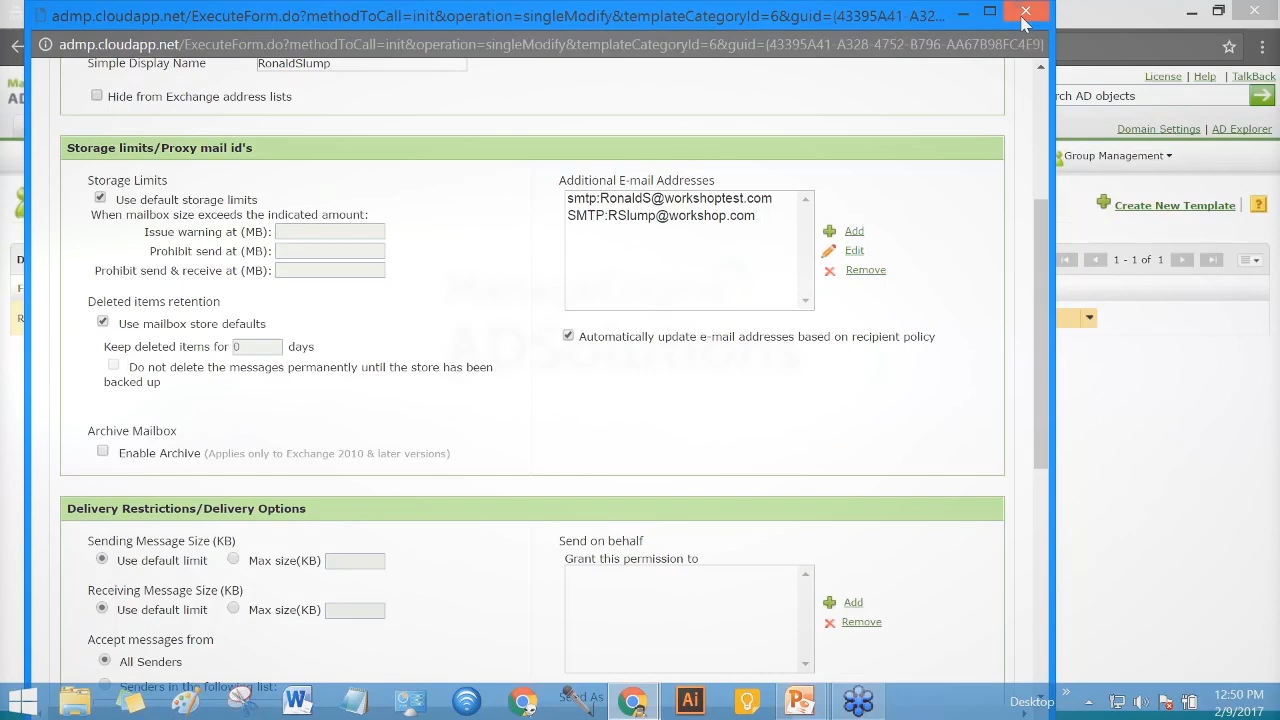 admp.cloudapp.net/ExecuteForm.do?methodToCall=init&operation=singleModify&templateCategoryId=6&guid={43395A41-A32...
admp.cloudapp.net/ExecuteForm.do?methodToCall=init&operation=singleModify&templateCategoryId=6&guid={43395A41-A328-4752-B796-AA67B98FC4E9}
Simple Display Name RonaldSlump
Hide from Exchange address lists
Storage limits/Proxy mail id's
Storage Limits
Use default storage limits
When mailbox size exceeds the indicated amount:
Issue warning at (MB):
Prohibit send at (MB):
Prohibit send & receive at (MB):
Deleted items retention
Use mailbox store defaults
Keep deleted items for 0 days
Do not delete the messages permanently until the store has been
backed up
Archive Mailbox
Enable Archive (Applies only to Exchange 2010 & later versions)
Additional E-mail Addresses
smtp:RonaldS@workshoptest.com
SMTP:RSlump@workshop.com
Add
Edit
Remove
Automatically update e-mail addresses based on recipient policy
Delivery Restrictions/Delivery Options
Sending Message Size (KB)
Use default limit Max size(KB)
Receiving Message Size (KB)
Use default limit Max size(KB)
Accept messages from
All Senders
Senders in the following list:
Send on behalf
Grant this permission to
Add
Remove
Send As
License | Help | TalkBack
rch AD objects
Domain Settings | AD Explorer
Group Management
Create New Template
1 - 1 of 1
Ma
AD
D
F
R
ADSolutions
Desktop
12:50 PM
2/9/2017